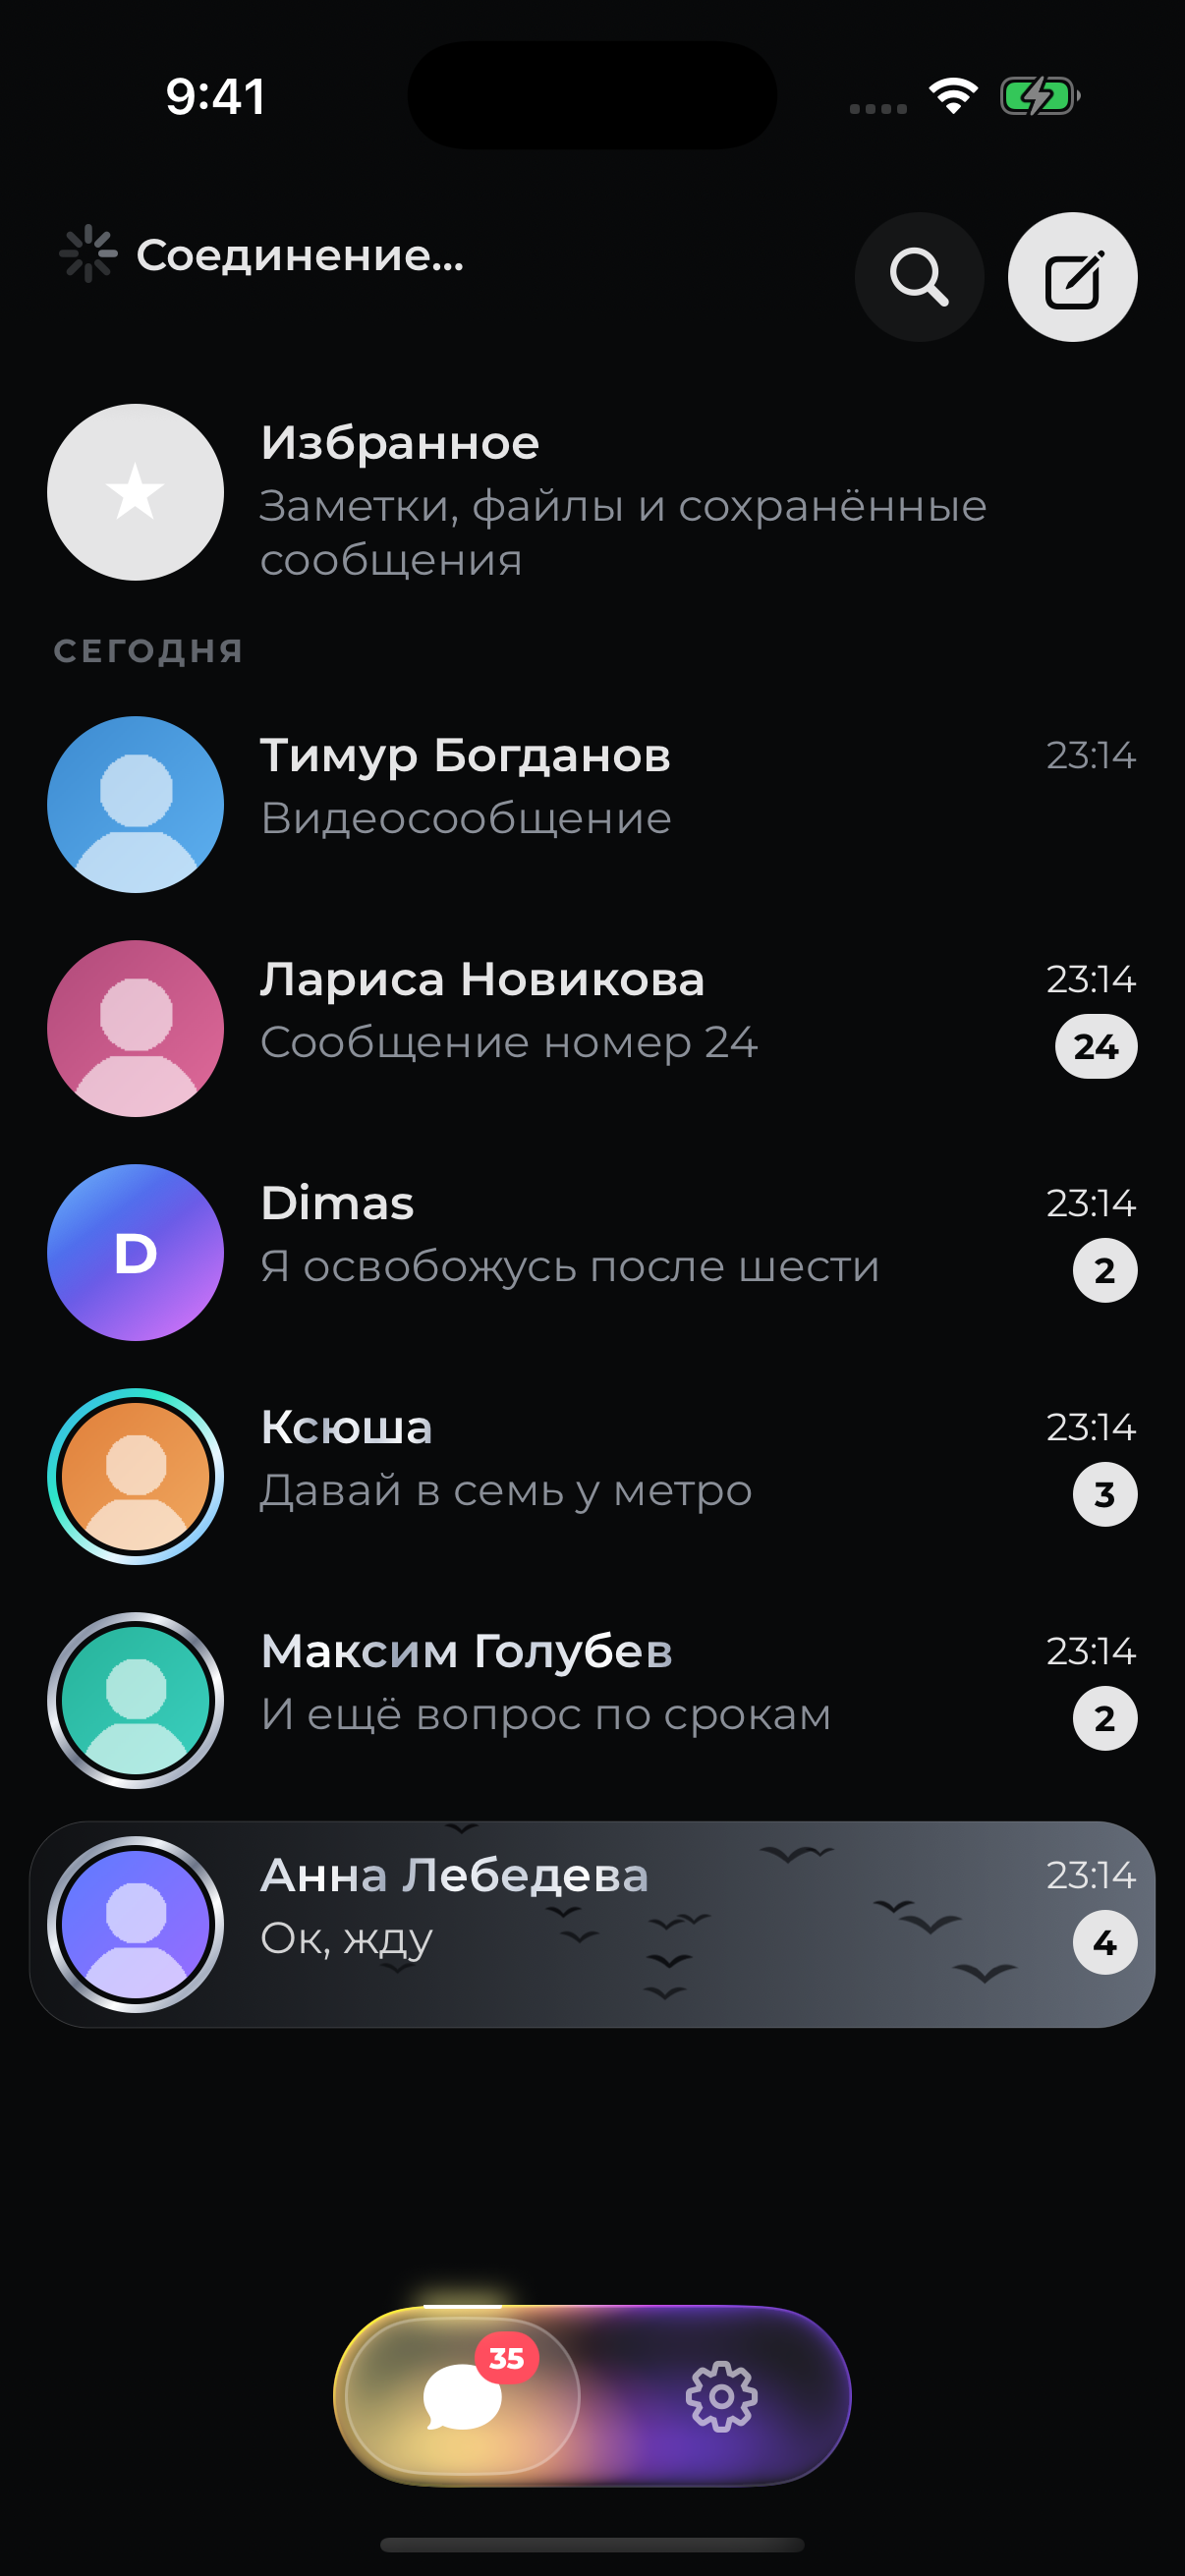 9:41
Соединение...
Избранное
Заметки, файлы и сохранённые
сообщения
СЕГОДНЯ
Тимур Богданов 23:14
Видеосообщение
Лариса Новикова 23:14
Сообщение номер 24 24
D
Dimas 23:14
Я освобожусь после шести 2
Ксюша 23:14
Давай в семь у метро 3
Максим Голубев 23:14
И ещё вопрос по срокам 2
Анна Лебедева 23:14
Ок, жду 4
35